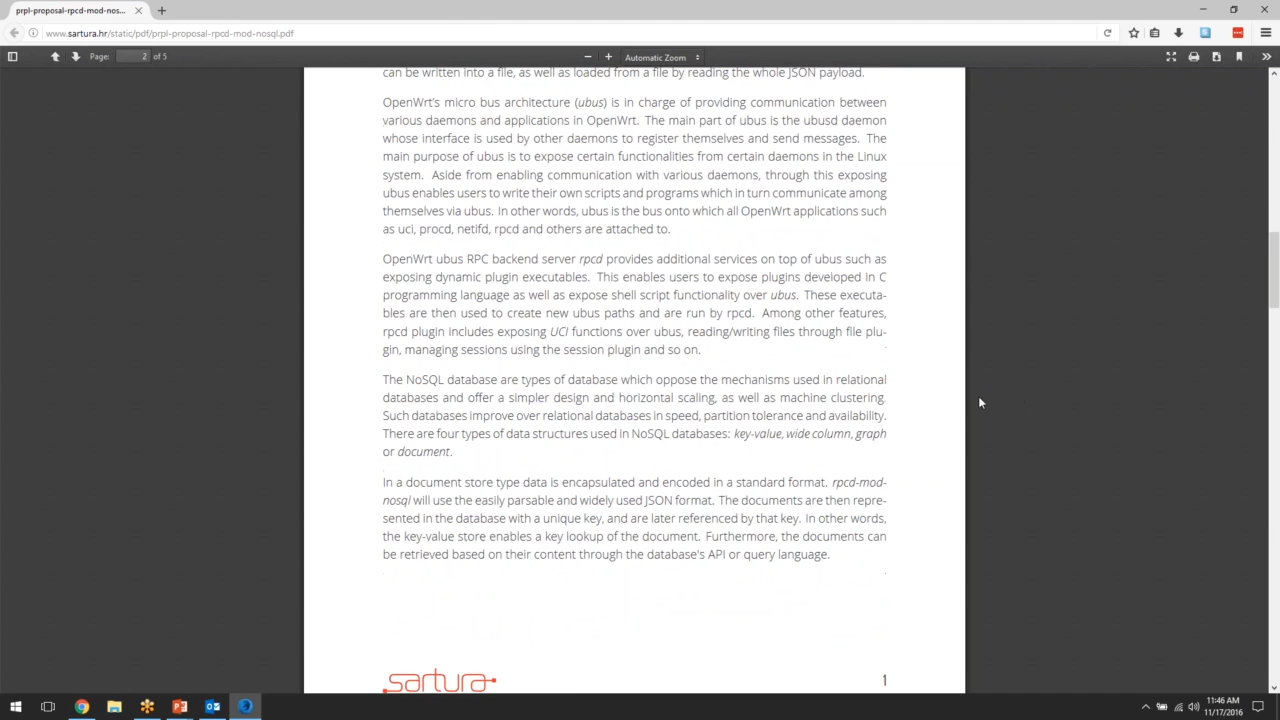 prpl-proposal-rpcd-mod-nos...
www.sartura.hr/static/pdf/prpl-proposal-rpcd-mod-nosql.pdf
Page: 2 of 5
Automatic Zoom
can be written into a file, as well as loaded from a file by reading the whole JSON payload.
OpenWrt's micro bus architecture (ubus) is in charge of providing communication between
various daemons and applications in OpenWrt. The main part of ubus is the ubusd daemon
whose interface is used by other daemons to register themselves and send messages. The
main purpose of ubus is to expose certain functionalities from certain daemons in the Linux
system. Aside from enabling communication with various daemons, through this exposing
ubus enables users to write their own scripts and programs which in turn communicate among
themselves via ubus. In other words, ubus is the bus onto which all OpenWrt applications such
as uci, procd, netifd, rpcd and others are attached to.
OpenWrt ubus RPC backend server rpcd provides additional services on top of ubus such as
exposing dynamic plugin executables. This enables users to expose plugins developed in C
programming language as well as expose shell script functionality over ubus. These executa-
bles are then used to create new ubus paths and are run by rpcd. Among other features,
rpcd plugin includes exposing UCI functions over ubus, reading/writing files through file plu-
gin, managing sessions using the session plugin and so on.
The NoSQL database are types of database which oppose the mechanisms used in relational
databases and offer a simpler design and horizontal scaling, as well as machine clustering.
Such databases improve over relational databases in speed, partition tolerance and availability.
There are four types of data structures used in NoSQL databases: key-value, wide column, graph
or document.
In a document store type data is encapsulated and encoded in a standard format. rpcd-mod-
nosql will use the easily parsable and widely used JSON format. The documents are then repre-
sented in the database with a unique key, and are later referenced by that key. In other words,
the key-value store enables a key lookup of the document. Furthermore, the documents can
be retrieved based on their content through the database's API or query language.
sartura 1
11:46 AM
11/17/2016